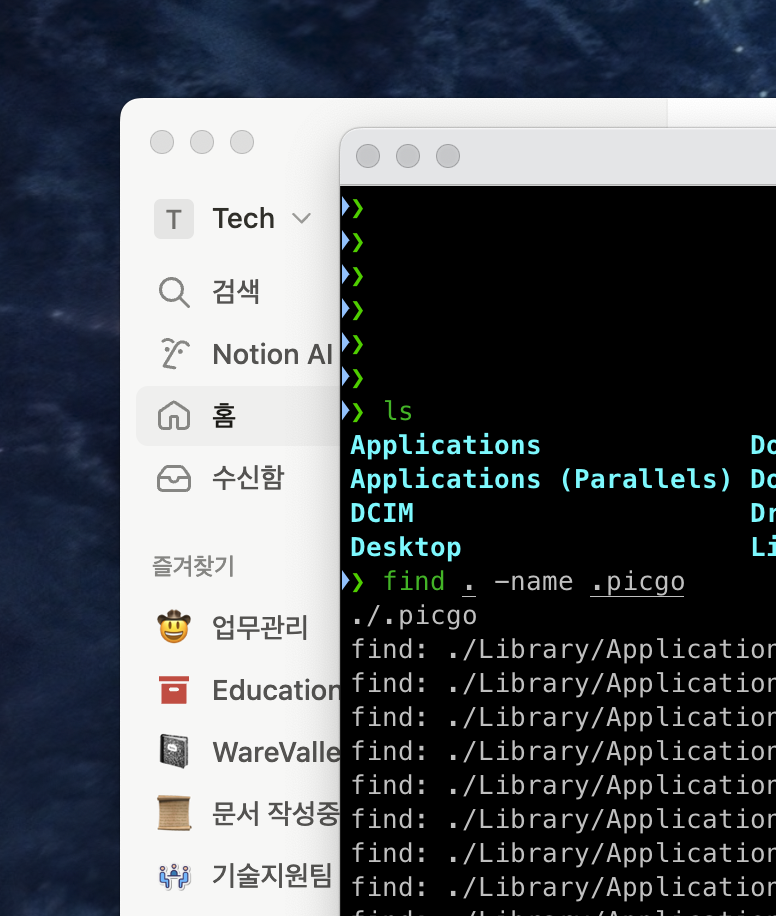 T Tech
검색
Notion AI
홈
수신함
즐겨찾기
업무관리
Education
WareValle
문서 작성중
기술지원팀
❯
❯
❯
❯
❯
❯
❯ ls
Applications Do
Applications (Parallels) Do
DCIM Dr
Desktop Li
❯ find . -name .picgo
./.picgo
find: ./Library/Application
find: ./Library/Application
find: ./Library/Application
find: ./Library/Application
find: ./Library/Application
find: ./Library/Application
find: ./Library/Application
find: ./Library/Application
find: ./Library/Application